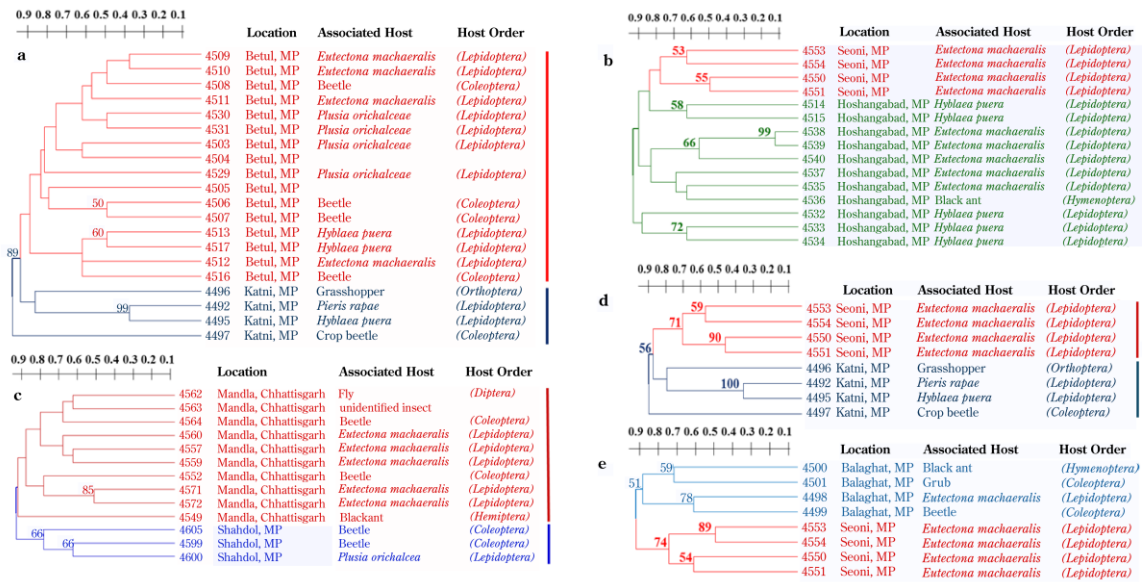 0.9 0.8 0.7 0.6 0.5 0.4 0.3 0.2 0.1
Location Associated Host Host Order
a
4509 Betul, MP Eutectona machaeralis (Lepidoptera)
4510 Betul, MP Eutectona machaeralis (Lepidoptera)
4508 Betul, MP Beetle (Coleoptera)
4511 Betul, MP Eutectona machaeralis (Lepidoptera)
4530 Betul, MP Plusia orichalceae (Lepidoptera)
4531 Betul, MP Plusia orichalceae (Lepidoptera)
4503 Betul, MP Plusia orichalceae (Lepidoptera)
4504 Betul, MP
4529 Betul, MP Plusia orichalceae (Lepidoptera)
4505 Betul, MP
50 4506 Betul, MP Beetle (Coleoptera)
4507 Betul, MP Beetle (Coleoptera)
60 4513 Betul, MP Hyblaea puera (Lepidoptera)
4517 Betul, MP Hyblaea puera (Lepidoptera)
89 4512 Betul, MP Eutectona machaeralis (Lepidoptera)
4516 Betul, MP Beetle (Coleoptera)
4496 Katni, MP Grasshopper (Orthoptera)
99 4492 Katni, MP Pieris rapae (Lepidoptera)
4495 Katni, MP Hyblaea puera (Lepidoptera)
4497 Katni, MP Crop beetle (Coleoptera)
0.9 0.8 0.7 0.6 0.5 0.4 0.3 0.2 0.1
Location Associated Host Host Order
b
53 4553 Seoni, MP Eutectona machaeralis (Lepidoptera)
4554 Seoni, MP Eutectona machaeralis (Lepidoptera)
55 4550 Seoni, MP Eutectona machaeralis (Lepidoptera)
4551 Seoni, MP Eutectona machaeralis (Lepidoptera)
58 4514 Hoshangabad, MP Hyblaea puera (Lepidoptera)
4515 Hoshangabad, MP Hyblaea puera (Lepidoptera)
99 4538 Hoshangabad, MP Eutectona machaeralis (Lepidoptera)
66 4539 Hoshangabad, MP Eutectona machaeralis (Lepidoptera)
4540 Hoshangabad, MP Eutectona machaeralis (Lepidoptera)
4537 Hoshangabad, MP Eutectona machaeralis (Lepidoptera)
4535 Hoshangabad, MP Eutectona machaeralis (Lepidoptera)
4536 Hoshangabad, MP Black ant (Hymenoptera)
4532 Hoshangabad, MP Hyblaea puera (Lepidoptera)
72 4533 Hoshangabad, MP Hyblaea puera (Lepidoptera)
4534 Hoshangabad, MP Hyblaea puera (Lepidoptera)
0.9 0.8 0.7 0.6 0.5 0.4 0.3 0.2 0.1
Location Associated Host Host Order
c
4562 Mandla, Chhattisgarh Fly (Diptera)
4563 Mandla, Chhattisgarh unidentified insect
4564 Mandla, Chhattisgarh Beetle (Coleoptera)
4560 Mandla, Chhattisgarh Eutectona machaeralis (Lepidoptera)
4557 Mandla, Chhattisgarh Eutectona machaeralis (Lepidoptera)
4559 Mandla, Chhattisgarh Eutectona machaeralis (Lepidoptera)
4552 Mandla, Chhattisgarh Beetle (Coleoptera)
85 4571 Mandla, Chhattisgarh Eutectona machaeralis (Lepidoptera)
4572 Mandla, Chhattisgarh Eutectona machaeralis (Lepidoptera)
4549 Mandla, Chhattisgarh Blackant (Hemiptera)
66 4605 Shahdol, MP Beetle (Coleoptera)
66 4599 Shahdol, MP Beetle (Coleoptera)
4600 Shahdol, MP Plusia orichalcea (Lepidoptera)
0.9 0.8 0.7 0.6 0.5 0.4 0.3 0.2 0.1
d
Location Associated Host Host Order
59 4553 Seoni, MP Eutectona machaeralis (Lepidoptera)
71 4554 Seoni, MP Eutectona machaeralis (Lepidoptera)
90 4550 Seoni, MP Eutectona machaeralis (Lepidoptera)
56 4551 Seoni, MP Eutectona machaeralis (Lepidoptera)
4496 Katni, MP Grasshopper (Orthoptera)
100 4492 Katni, MP Pieris rapae (Lepidoptera)
4495 Katni, MP Hyblaea puera (Lepidoptera)
4497 Katni, MP Crop beetle (Coleoptera)
0.9 0.8 0.7 0.6 0.5 0.4 0.3 0.2 0.1
Location Associated Host Host Order
e
59 4500 Balaghat, MP Black ant (Hymenoptera)
51 4501 Balaghat, MP Grub (Coleoptera)
78 4498 Balaghat, MP Eutectona machaeralis (Lepidoptera)
4499 Balaghat, MP Beetle (Coleoptera)
89 4553 Seoni, MP Eutectona machaeralis (Lepidoptera)
74 4554 Seoni, MP Eutectona machaeralis (Lepidoptera)
54 4550 Seoni, MP Eutectona machaeralis (Lepidoptera)
4551 Seoni, MP Eutectona machaeralis (Lepidoptera)